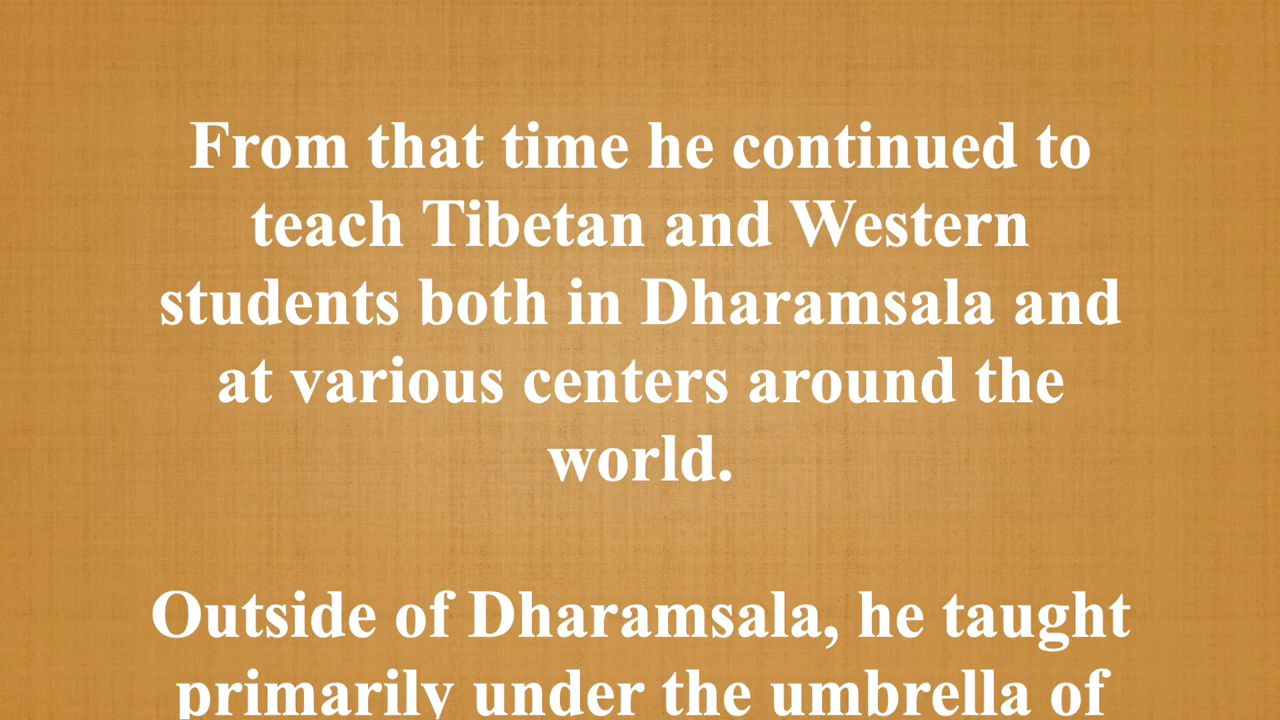 From that time he continued to
teach Tibetan and Western
students both in Dharamsala and
at various centers around the
world.
Outside of Dharamsala, he taught
primarily under the umbrella of